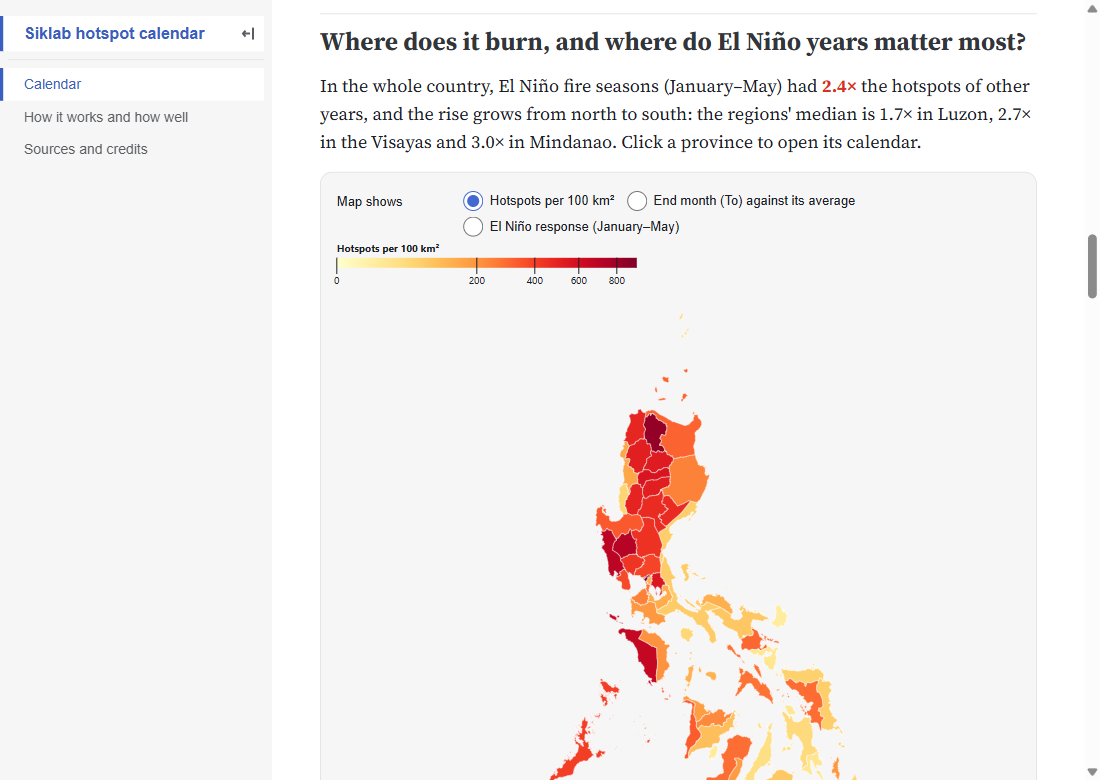 Siklab hotspot calendar
Calendar
How it works and how well
Sources and credits
Where does it burn, and where do El Niño years matter most?
In the whole country, El Niño fire seasons (January–May) had 2.4× the hotspots of other
years, and the rise grows from north to south: the regions' median is 1.7× in Luzon, 2.7×
in the Visayas and 3.0× in Mindanao. Click a province to open its calendar.
Map shows
Hotspots per 100 km²
End month (To) against its average
El Niño response (January–May)
Hotspots per 100 km²
0 200 400 600 800